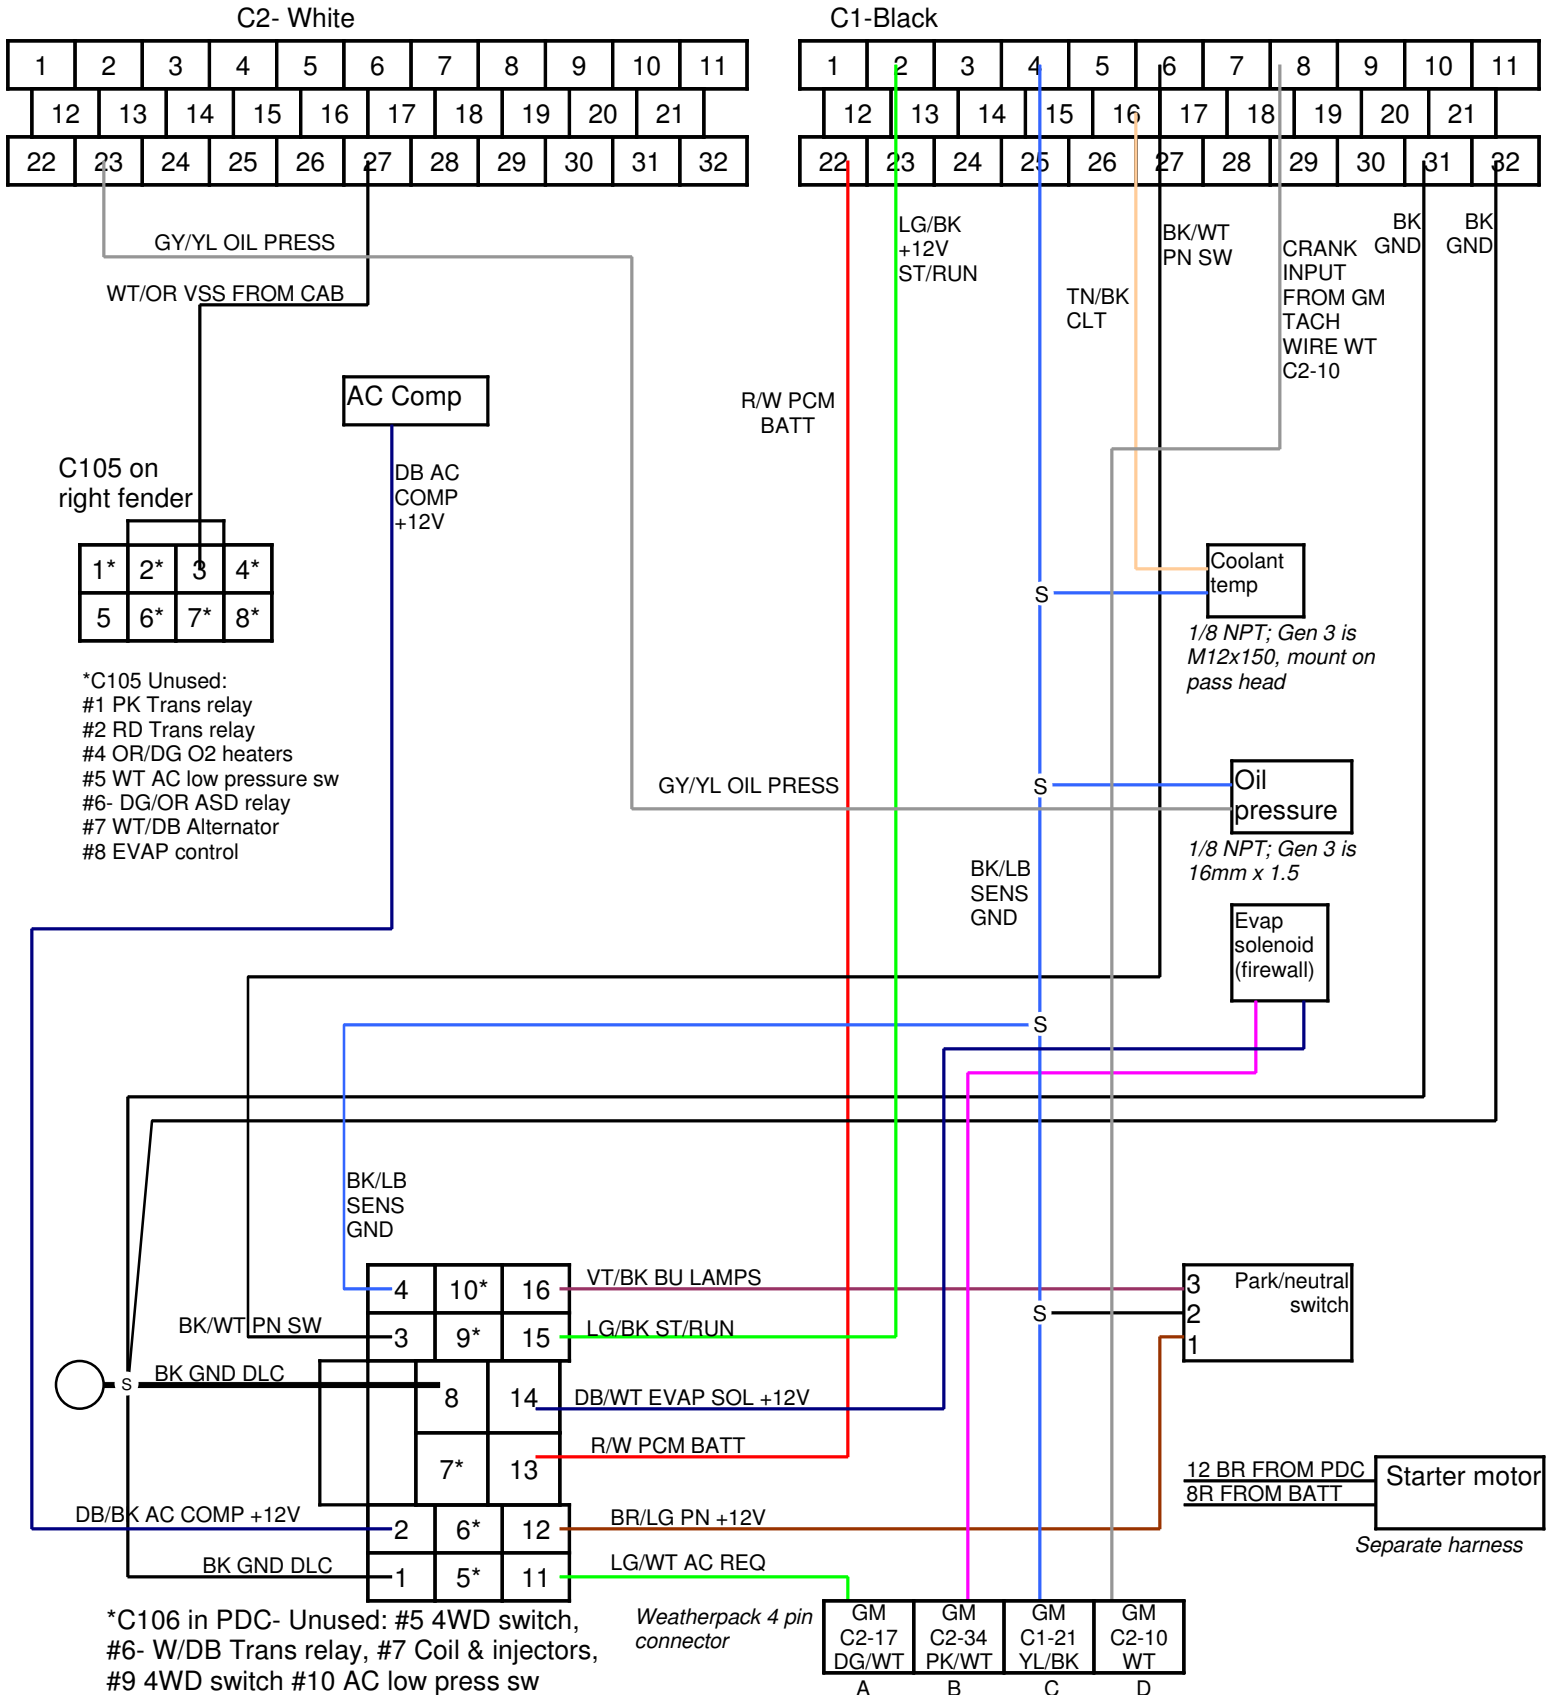 C2- White
C1-Black
1 2 3 4 5 6 7 8 9 10 11
12 13 14 15 16 17 18 19 20 21
22 23 24 25 26 27 28 29 30 31 32
1 2 3 4 5 6 7 8 9 10 11
12 13 14 15 16 17 18 19 20 21
22 23 24 25 26 27 28 29 30 31 32
GY/YL OIL PRESS
WT/OR VSS FROM CAB
LG/BK
+12V
ST/RUN
TN/BK
CLT
BK/WT
PN SW
CRANK
INPUT
FROM GM
TACH
WIRE WT
C2-10
BK
GND
BK
GND
AC Comp
R/W PCM
BATT
DB AC
COMP
+12V
C105 on
right fender
1* 2* 3 4*
5 6* 7* 8*
*C105 Unused:
#1 PK Trans relay
#2 RD Trans relay
#4 OR/DG O2 heaters
#5 WT AC low pressure sw
#6- DG/OR ASD relay
#7 WT/DB Alternator
#8 EVAP control
Coolant
temp
S
1/8 NPT; Gen 3 is
M12x150, mount on
pass head
GY/YL OIL PRESS
S
Oil
pressure
1/8 NPT; Gen 3 is
16mm x 1.5
BK/LB
SENS
GND
Evap
solenoid
(firewall)
S
BK/LB
SENS
GND
4 10* 16
VT/BK BU LAMPS
3 Park/neutral
switch
2
1
S
BK/WT PN SW
3 9* 15
LG/BK ST/RUN
S
BK GND DLC
8 14
DB/WT EVAP SOL +12V
7* 13
R/W PCM BATT
12 BR FROM PDC
8R FROM BATT
Starter motor
Separate harness
DB/BK AC COMP +12V
2 6* 12
BR/LG PN +12V
BK GND DLC
1 5* 11
LG/WT AC REQ
*C106 in PDC- Unused: #5 4WD switch,
#6- W/DB Trans relay, #7 Coil & injectors,
#9 4WD switch #10 AC low press sw
Weatherpack 4 pin
connector
GM
C2-17
DG/WT
GM
C2-34
PK/WT
GM
C1-21
YL/BK
GM
C2-10
WT
A B C D